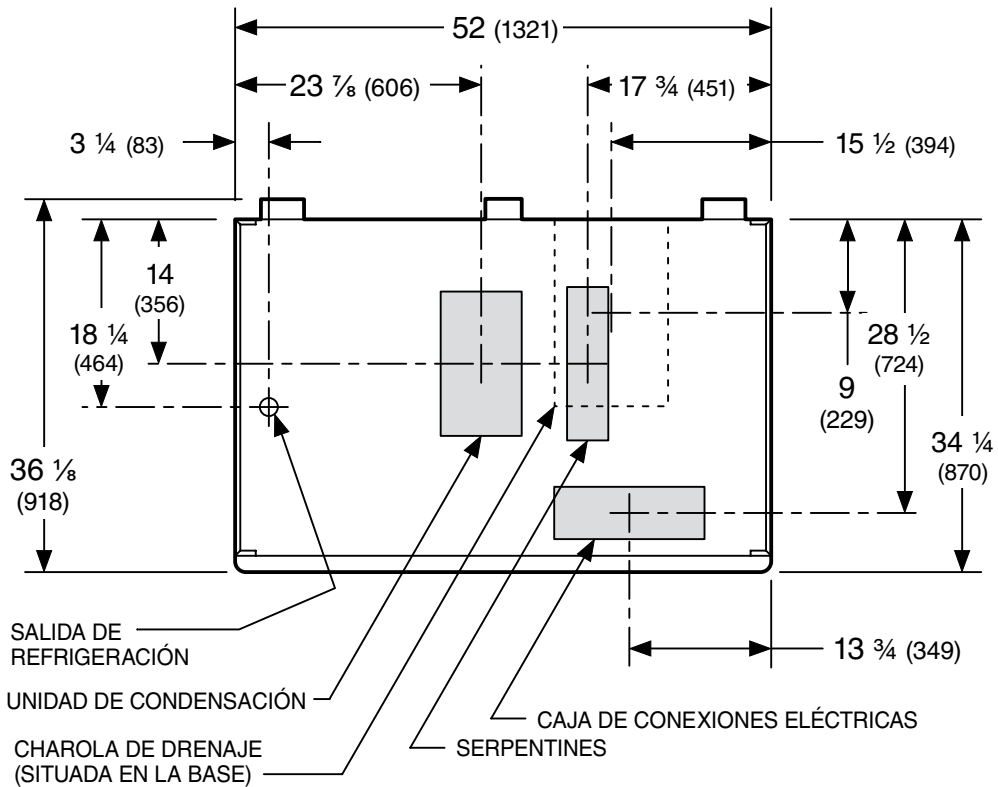 52 (1321)
23 ⅞ (606)
17 ¾ (451)
3 ¼ (83)
15 ½ (394)
14
(356)
18 ¼
(464)
28 ½
(724)
9
(229)
36 ⅛
(918)
34 ¼
(870)
SALIDA DE
REFRIGERACIÓN
13 ¾ (349)
UNIDAD DE CONDENSACIÓN
CAJA DE CONEXIONES ELÉCTRICAS
CHAROLA DE DRENAJE
(SITUADA EN LA BASE)
SERPENTINES